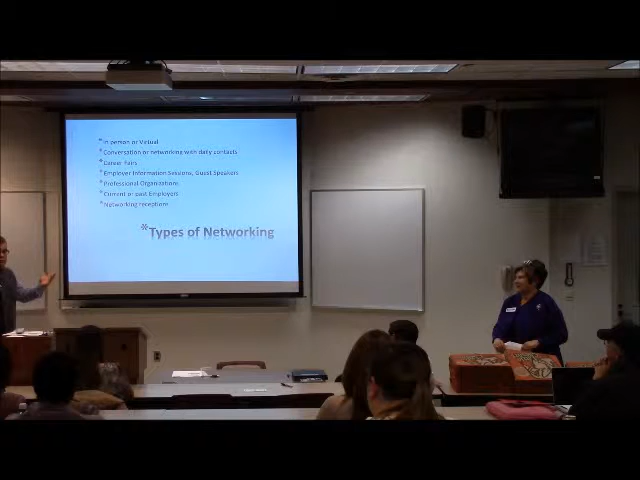 *In person or Virtual
*Conversation or networking with daily contacts
*Career Fairs
*Employer Information Sessions, Guest Speakers
*Professional Organizations
*Current or past Employers
*Networking receptions
*Types of Networking